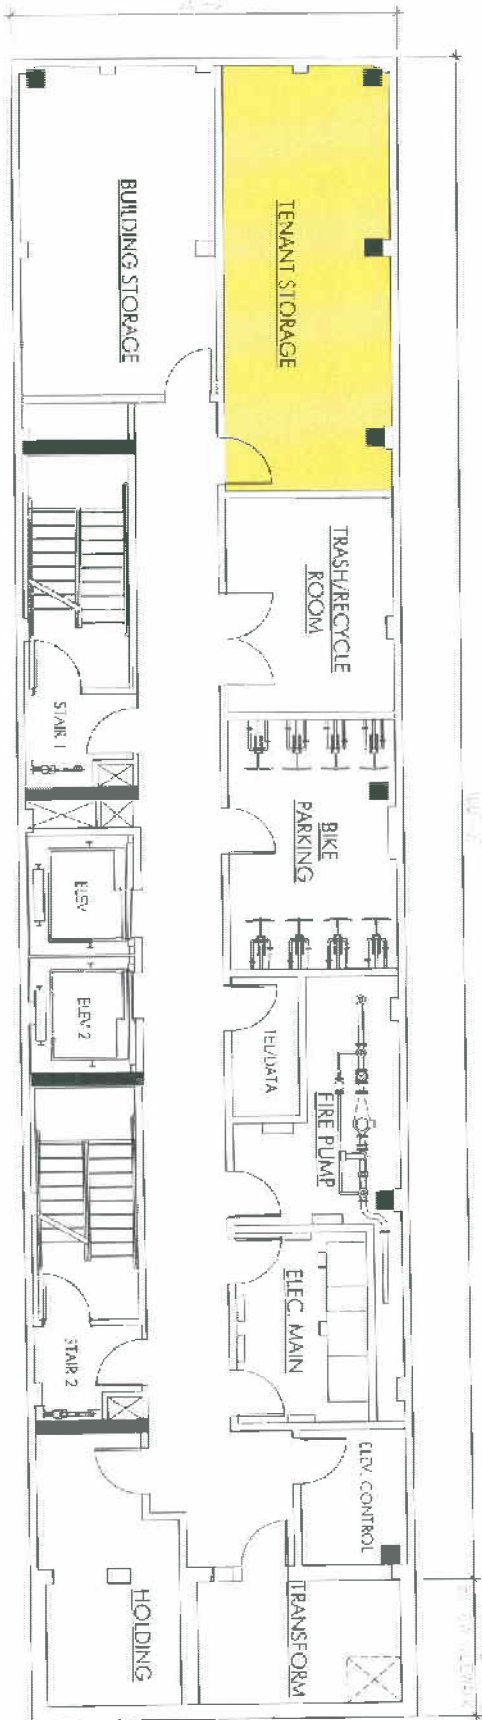 BUILDING STORAGE
TENANT STORAGE
TRASH/RECYCLE
ROOM
STAIR 1
BIKE
PARKING
ELEV
ELEV 2
TEL/DATA
FIRE PUMP
ELEC. MAIN
STAIR 2
ELEV. CONTROL
HOLDING
TRANSFORM